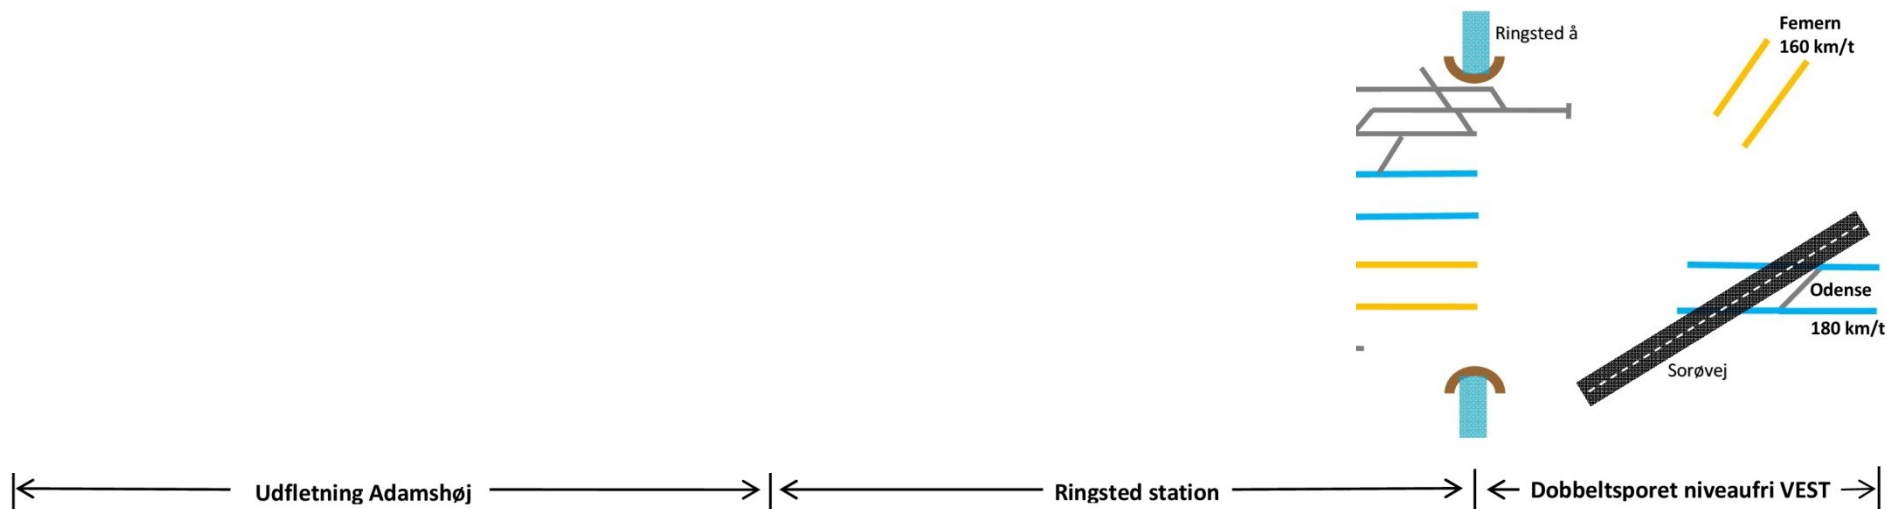 Ringsted å
Femern
160 km/t
Odense
180 km/t
Sorøvej
Udfletning Adamshøj
Ringsted station
Dobbeltsporet niveaufri VEST